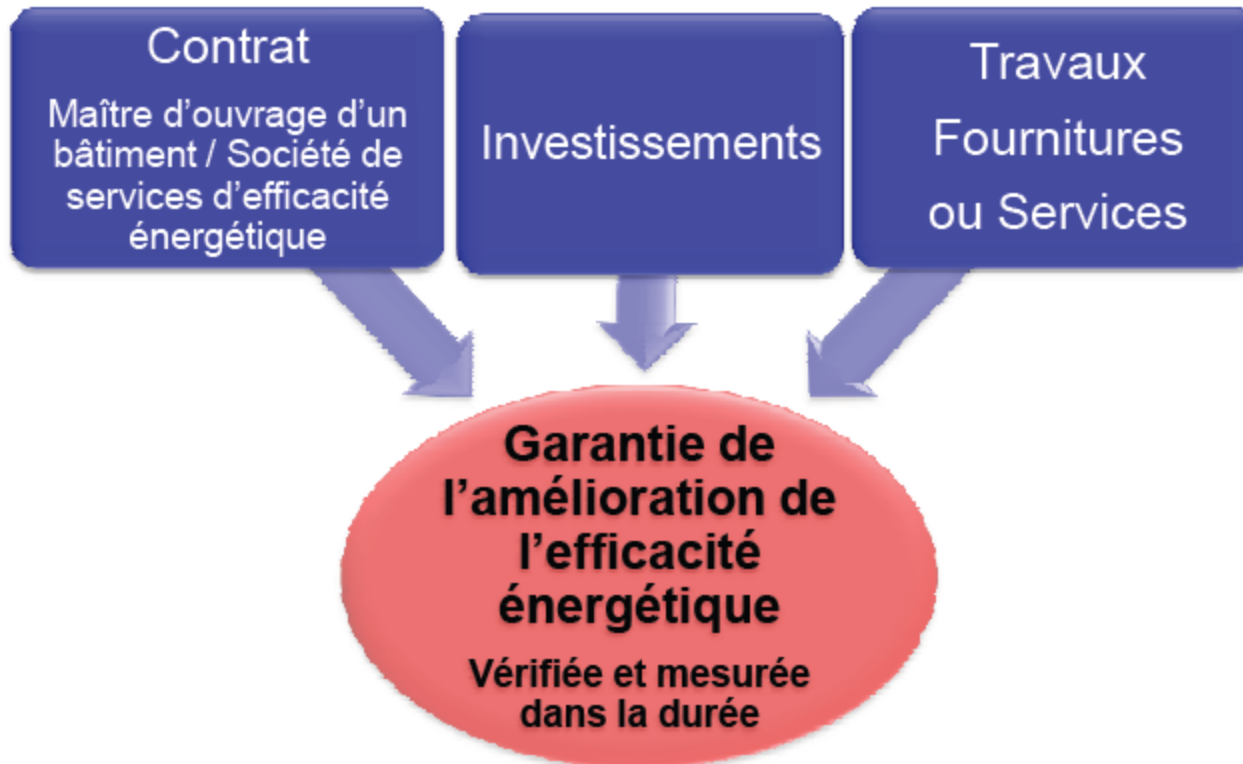 Contrat
Maître d’ouvrage d’un
bâtiment / Société de
services d’efficacité
énergétique
Investissements
Travaux
Fournitures
ou Services
Garantie de
l’amélioration de
l’efficacité
énergétique
Vérifiée et mesurée
dans la durée